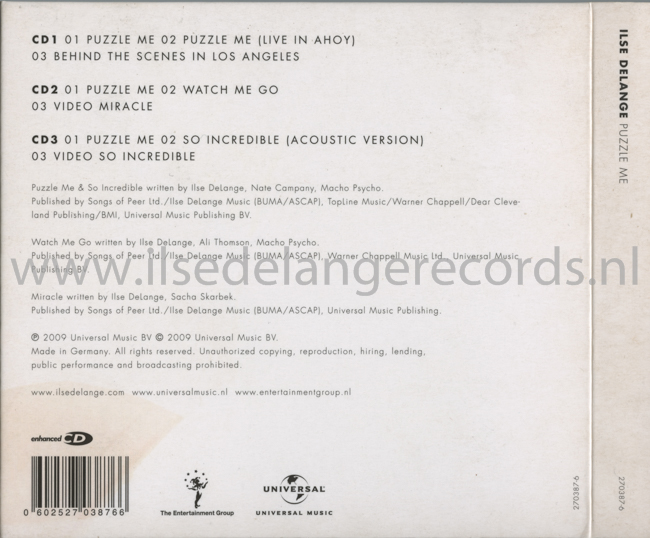 CD1 01 PUZZLE ME 02 PUZZLE ME (LIVE IN AHOY)
03 BEHIND THE SCENES IN LOS ANGELES
CD2 01 PUZZLE ME 02 WATCH ME GO
03 VIDEO MIRACLE
CD3 01 PUZZLE ME 02 SO INCREDIBLE (ACOUSTIC VERSION)
03 VIDEO SO INCREDIBLE
Puzzle Me & So Incredible written by Ilse DeLange, Nate Campany, Macho Psycho.
Published by Songs of Peer Ltd./Ilse DeLange Music (BUMA/ASCAP), TopLine Music/Warner Chappell/Dear Cleve-
land Publishing/BMI, Universal Music Publishing BV.
Watch Me Go written by Ilse DeLange, Ali Thomson, Macho Psycho.
Published by Songs of Peer Ltd./Ilse DeLange Music (BUMA/ASCAP), Warner Chappell Music Ltd., Universal Music
Publishing BV.
www.ilsedelangerecords.nl
Miracle written by Ilse DeLange, Sacha Skarbek.
Published by Songs of Peer Ltd./Ilse DeLange Music (BUMA/ASCAP), Universal Music Publishing.
℗ 2009 Universal Music BV © 2009 Universal Music BV.
Made in Germany. All rights reserved. Unauthorized copying, reproduction, hiring, lending,
public performance and broadcasting prohibited.
www.ilsedelange.com www.universalmusic.nl www.entertainmentgroup.nl
enhanced CD
0 602527 038766
The Entertainment Group
UNIVERSAL
UNIVERSAL MUSIC
270387-6
ILSE DELANGE PUZZLE ME
270387-6